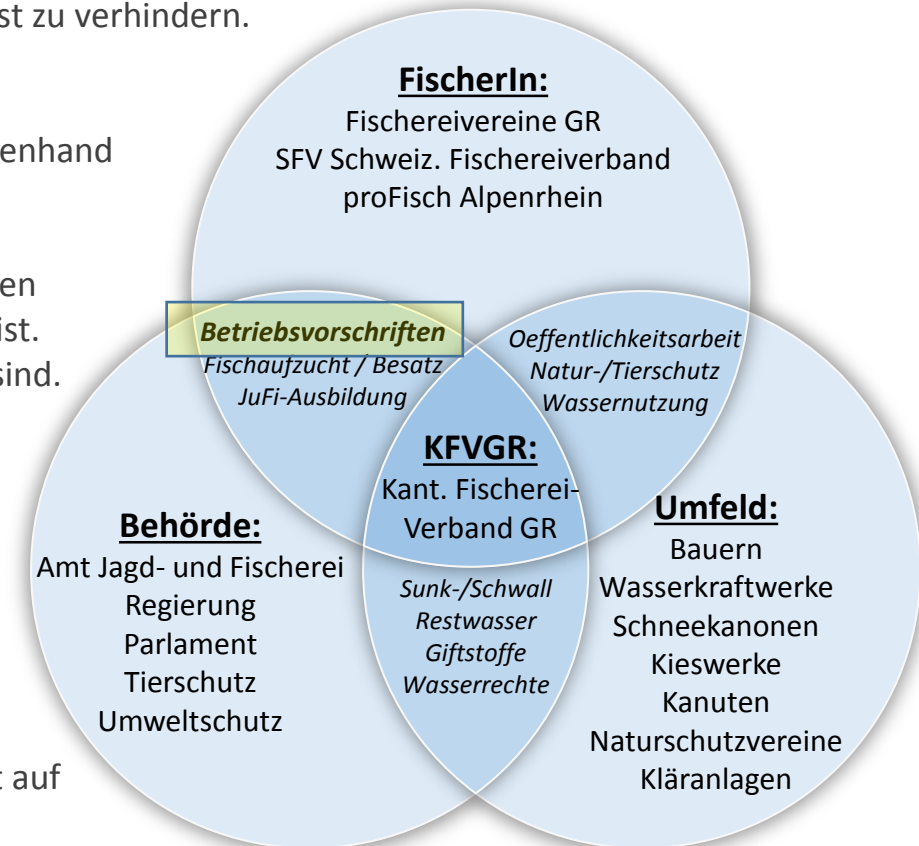 st zu verhindern.
enhand
en
ist.
sind.
t auf
FischerIn:
Fischereivereine GR
SFV Schweiz. Fischereiverband
proFisch Alpenrhein
Betriebsvorschriften
Fischaufzucht / Besatz
JuFi-Ausbildung
Oeffentlichkeitsarbeit
Natur-/Tierschutz
Wassernutzung
KFVGR:
Kant. Fischerei-
Verband GR
Behörde:
Amt Jagd- und Fischerei
Regierung
Parlament
Tierschutz
Umweltschutz
Sunk-/Schwall
Restwasser
Giftstoffe
Wasserrechte
Umfeld:
Bauern
Wasserkraftwerke
Schneekanonen
Kieswerke
Kanuten
Naturschutzvereine
Kläranlagen